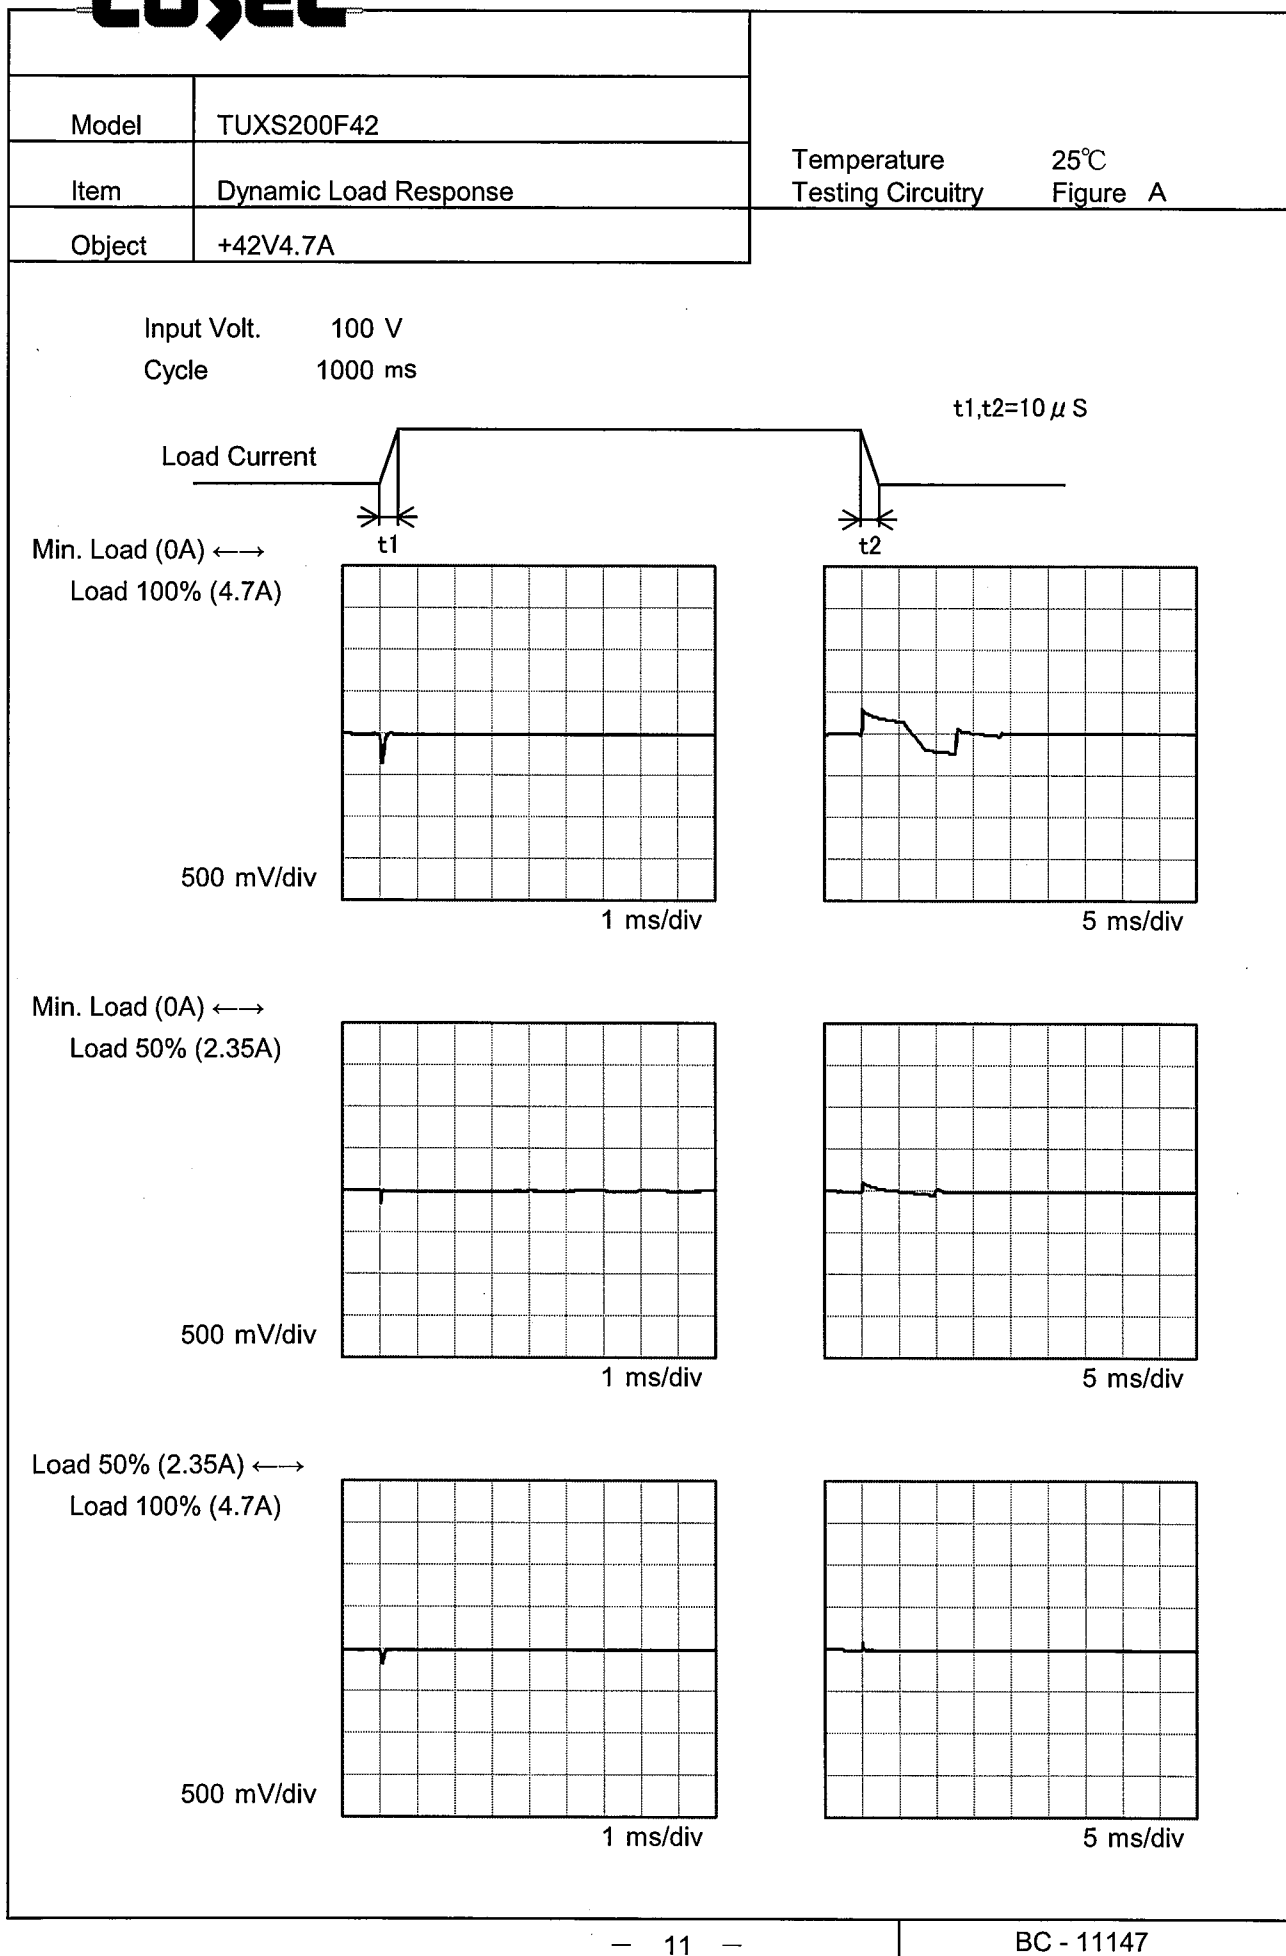 COSEL
Model TUXS200F42
Item Dynamic Load Response
Object +42V4.7A
Temperature 25℃
Testing Circuitry Figure A
Input Volt. 100 V
Cycle 1000 ms
t1,t2=10 μ S
Load Current
t1
t2
Min. Load (0A) ←→
Load 100% (4.7A)
500 mV/div
1 ms/div
5 ms/div
Min. Load (0A) ←→
Load 50% (2.35A)
500 mV/div
1 ms/div
5 ms/div
Load 50% (2.35A) ←→
Load 100% (4.7A)
500 mV/div
1 ms/div
5 ms/div
— 11 —
BC - 11147